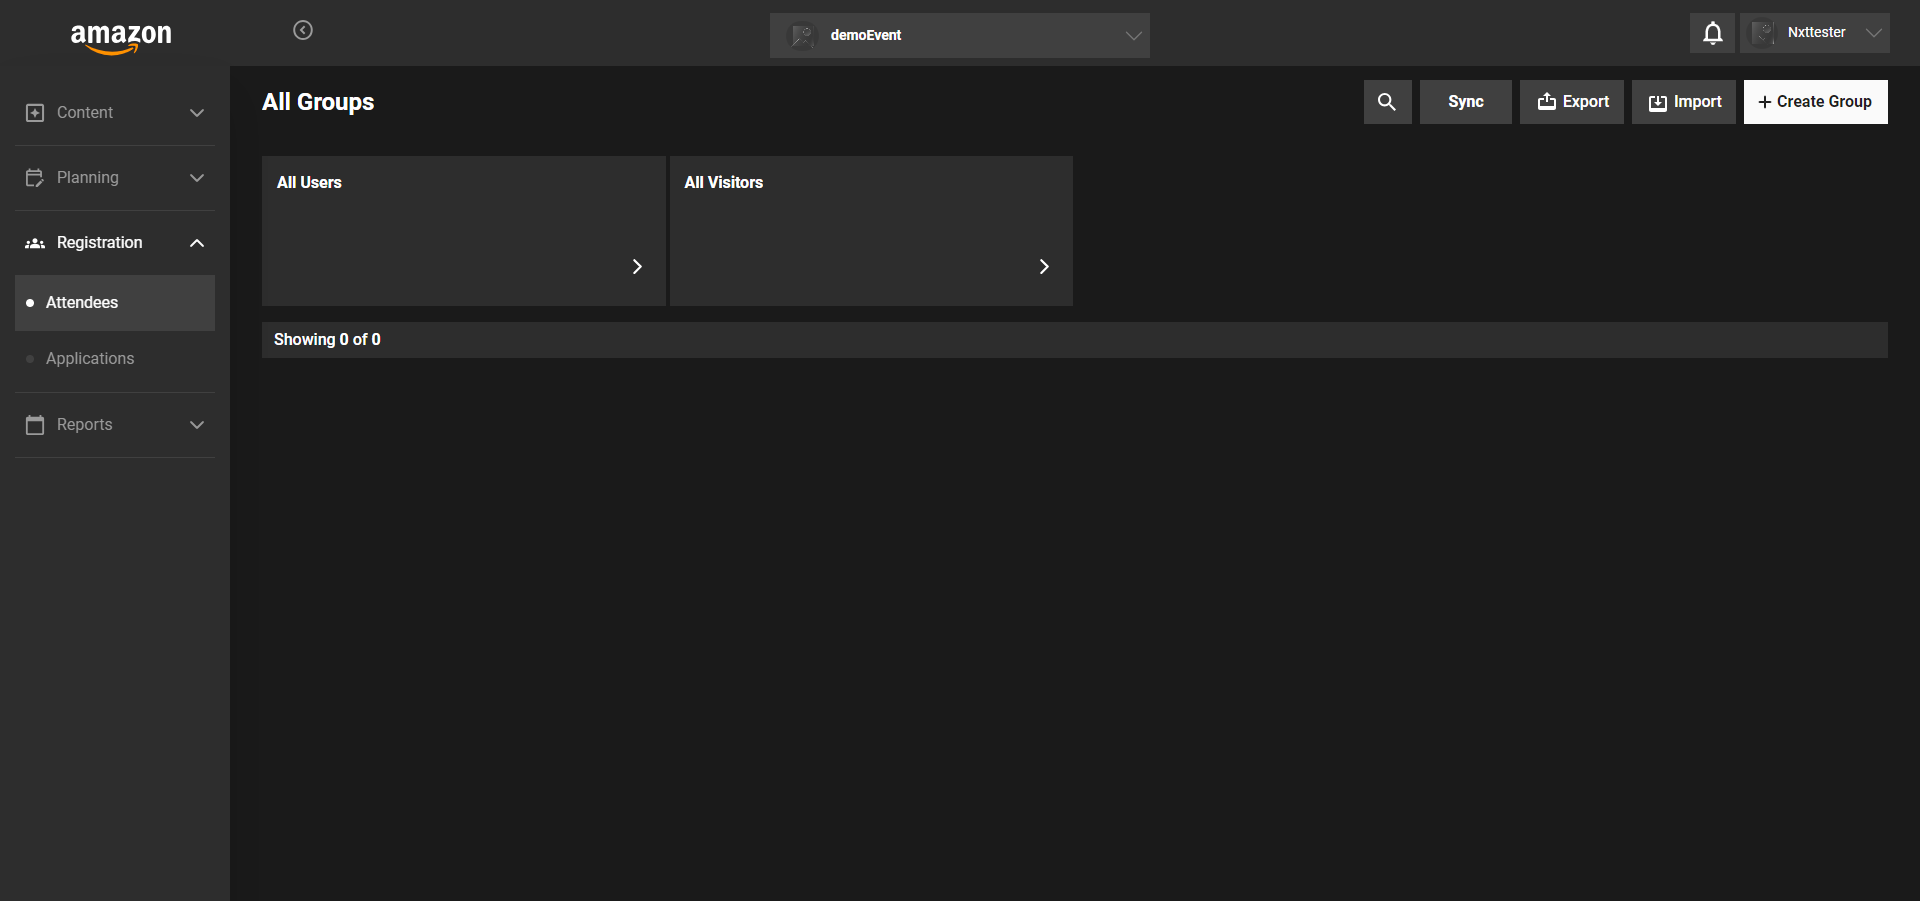 amazon
demoEvent
Nxttester
Content
Planning
Registration
Attendees
Applications
Reports
All Groups
Sync
Export
Import
+ Create Group
All Users
All Visitors
Showing 0 of 0